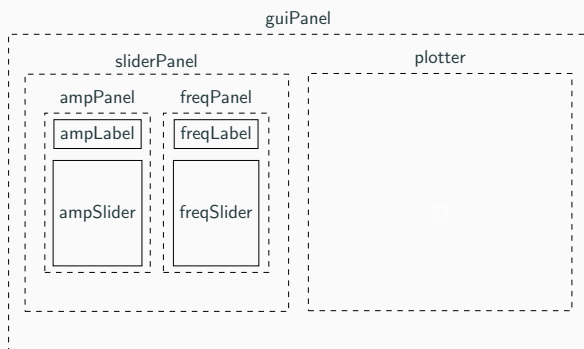 guiPanel
sliderPanel
plotter
ampPanel
freqPanel
ampLabel
freqLabel
ampSlider
freqSlider